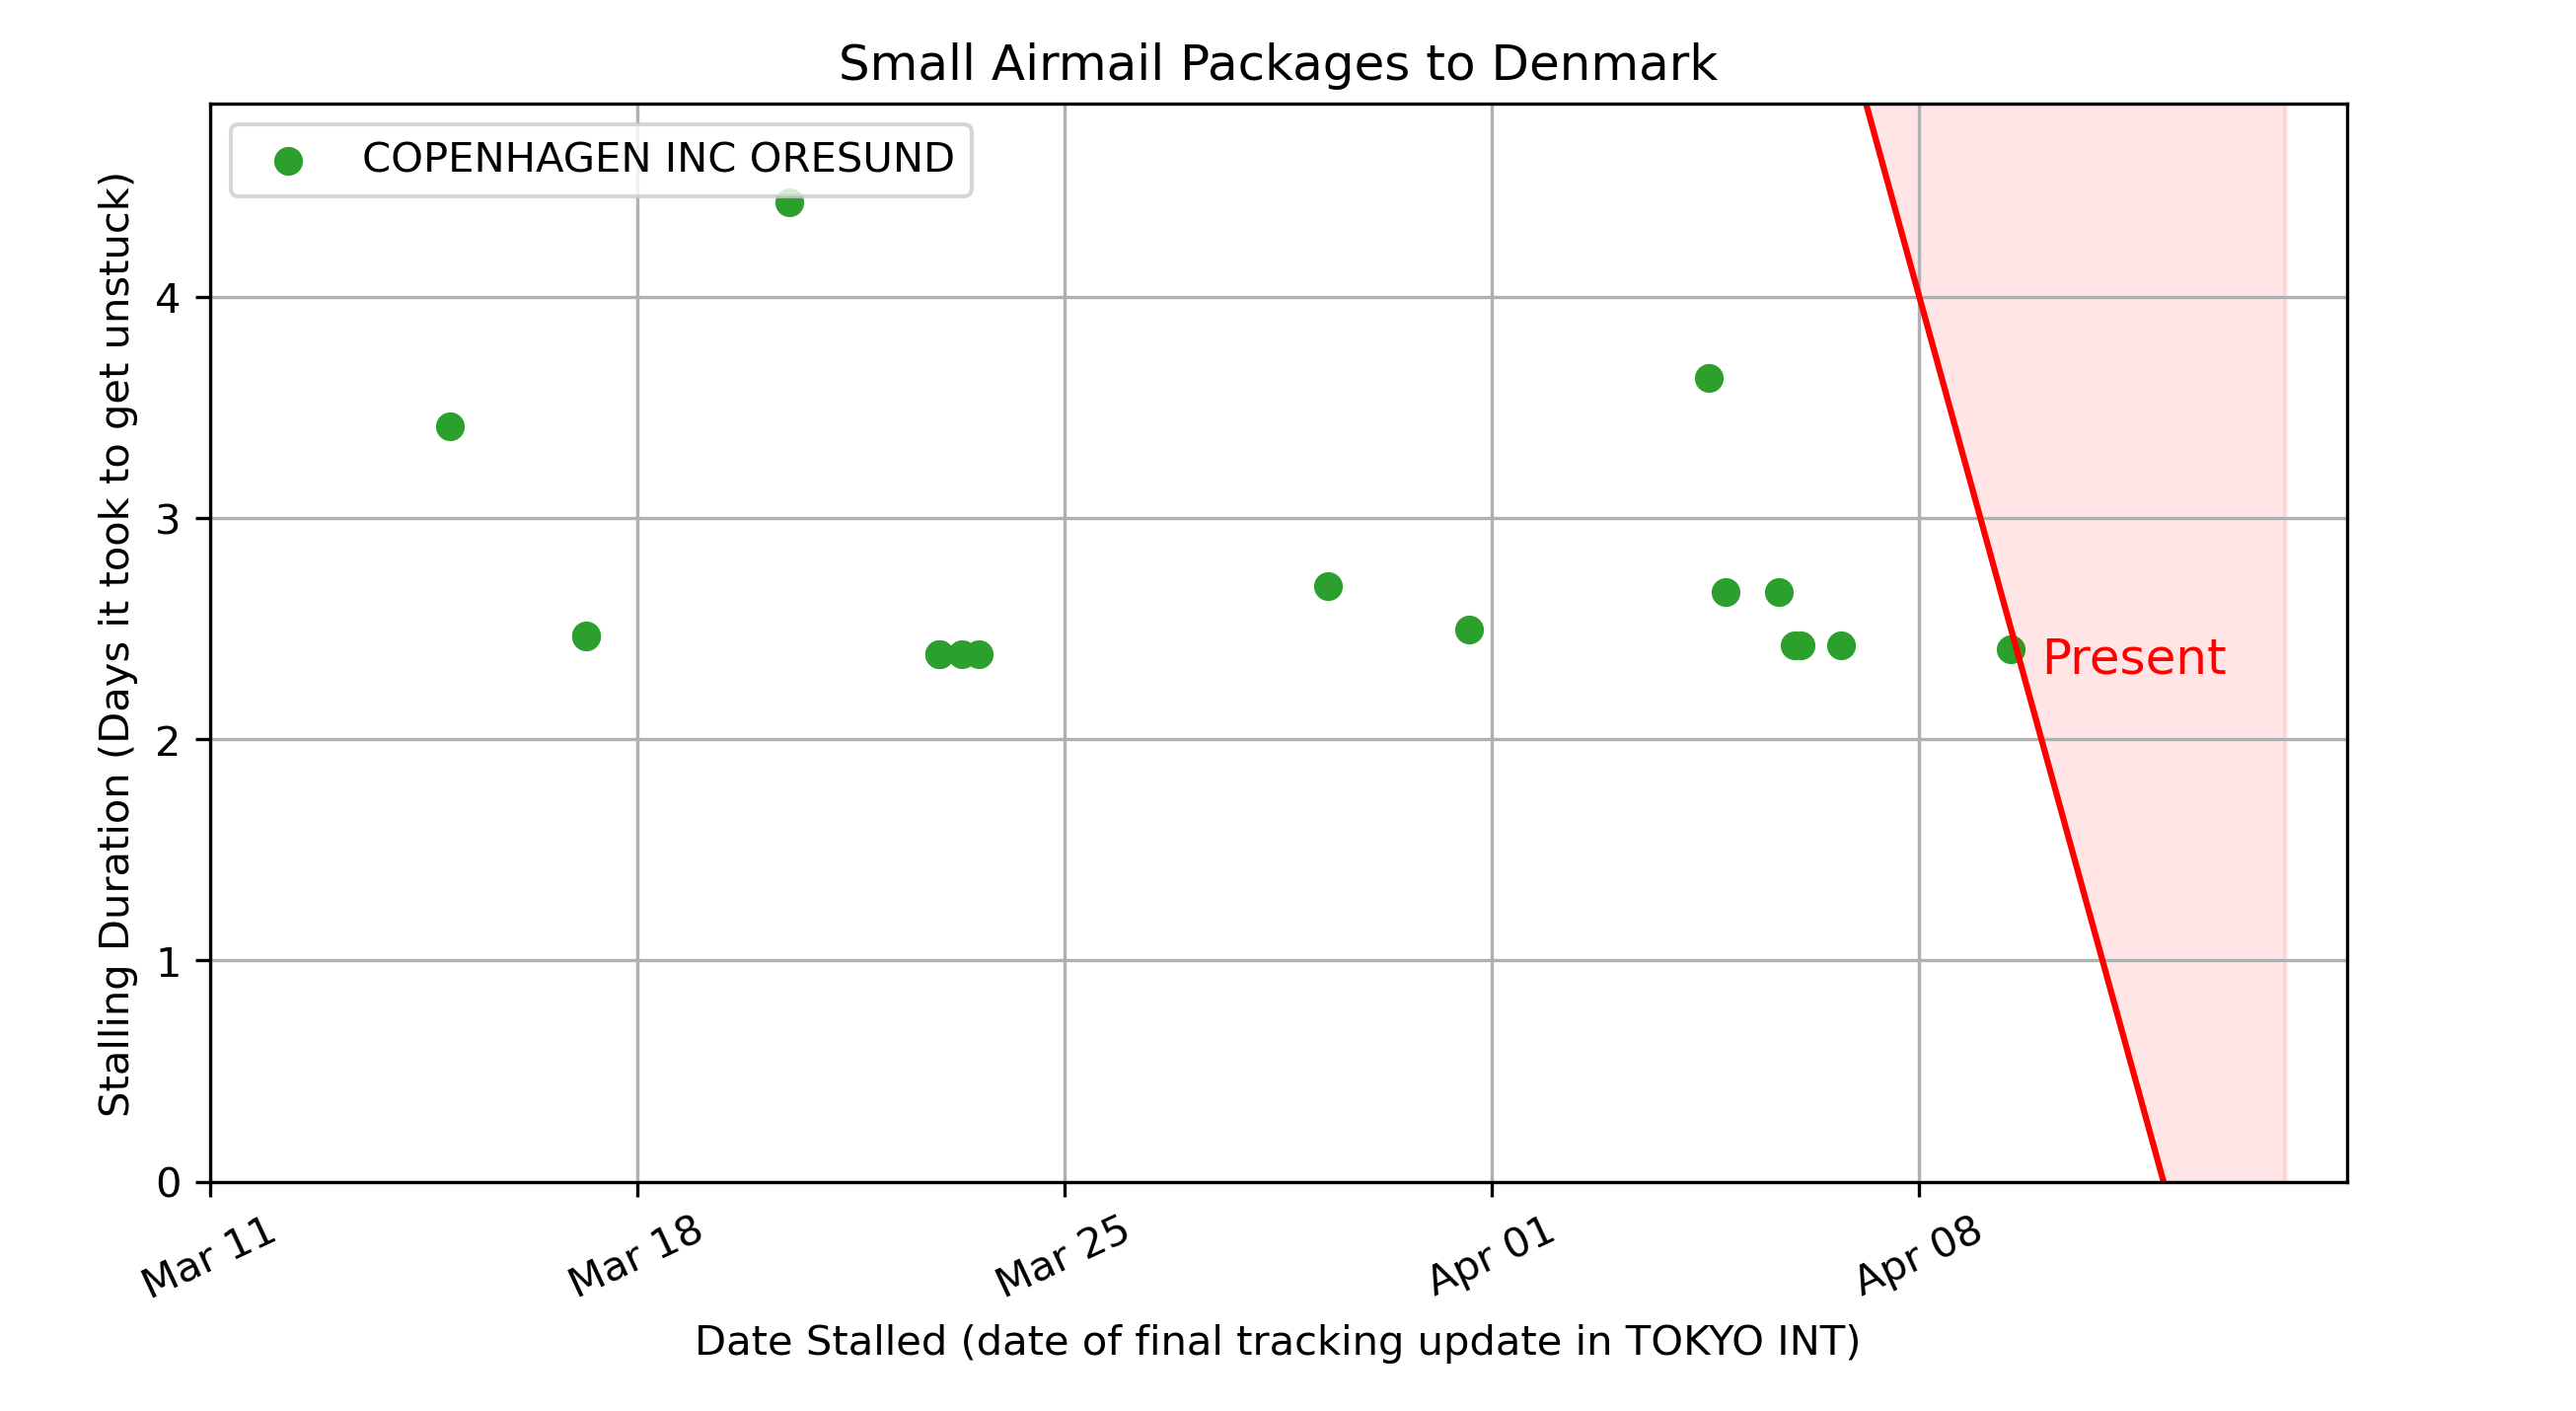 Small Airmail Packages to Denmark
COPENHAGEN INC ORESUND
Stalling Duration (Days it took to get unstuck)
4
3
2
1
0
Present
Mar 11
Mar 18
Mar 25
Apr 01
Apr 08
Date Stalled (date of final tracking update in TOKYO INT)